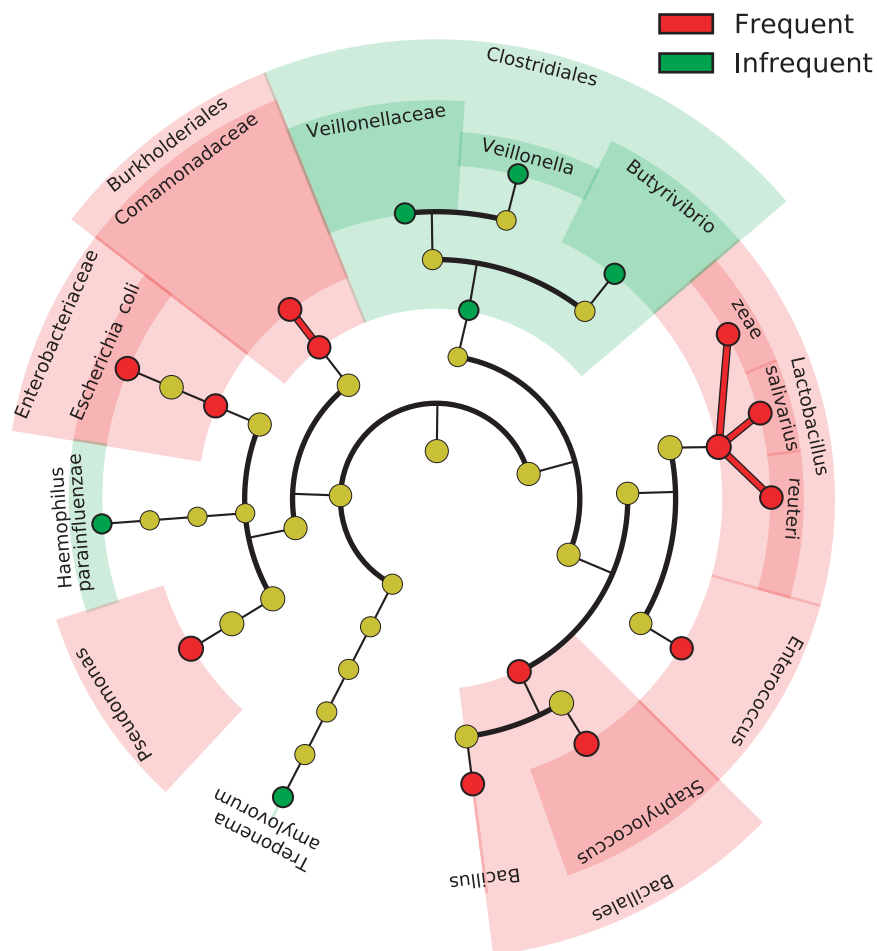 Frequent
Infrequent
Clostridiales
Veillonellaceae
Veillonella
Butyrivibrio
Burkholderiales
Comamonadaceae
Enterobacteriaceae
Escherichia coli
Haemophilus
parainfluenzae
Pseudomonas
Treponema
amylovorum
zeae
salivarius
Lactobacillus
reuteri
Enterococcus
Staphylococcus
Bacillus
Bacillales